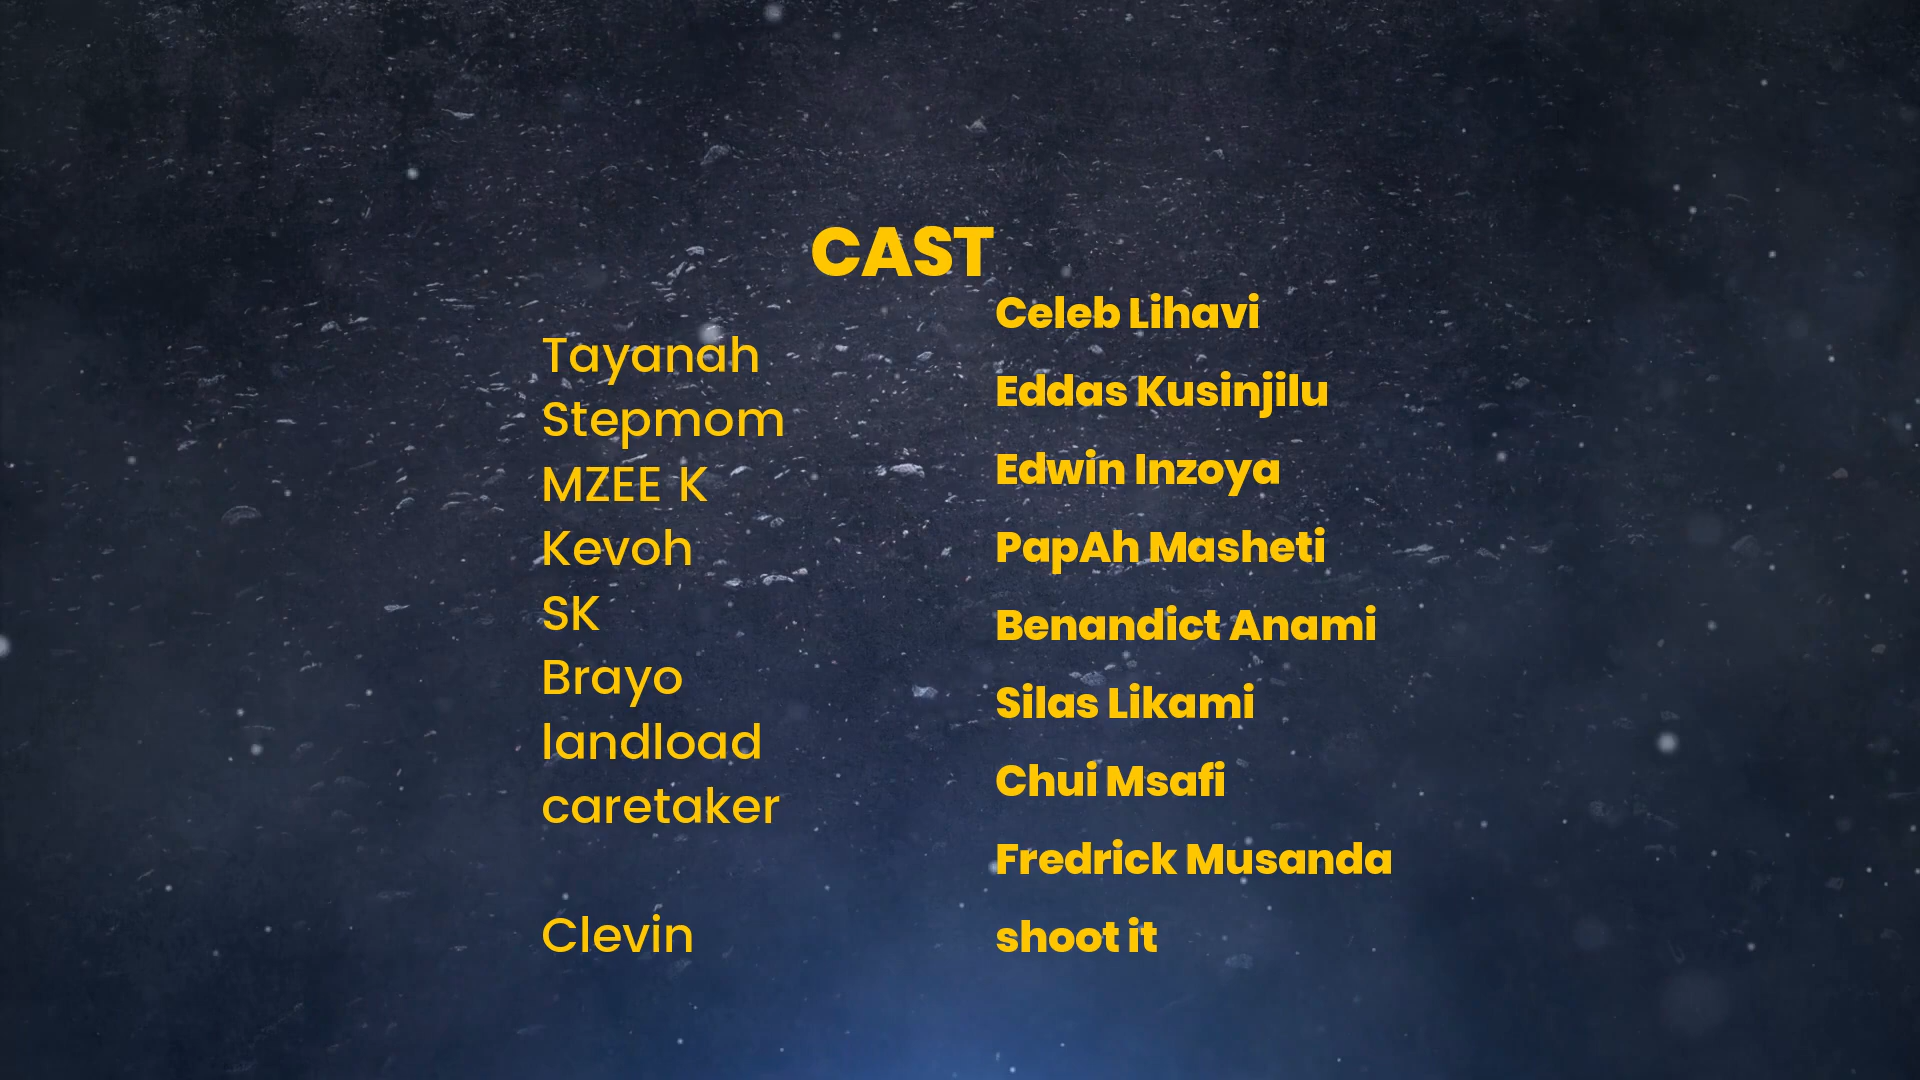 CAST
Tayanah
Stepmom
MZEE K
Kevoh
SK
Brayo
landload
caretaker
Clevin
Celeb Lihavi
Eddas Kusinjilu
Edwin Inzoya
PapAh Masheti
Benandict Anami
Silas Likami
Chui Msafi
Fredrick Musanda
shoot it